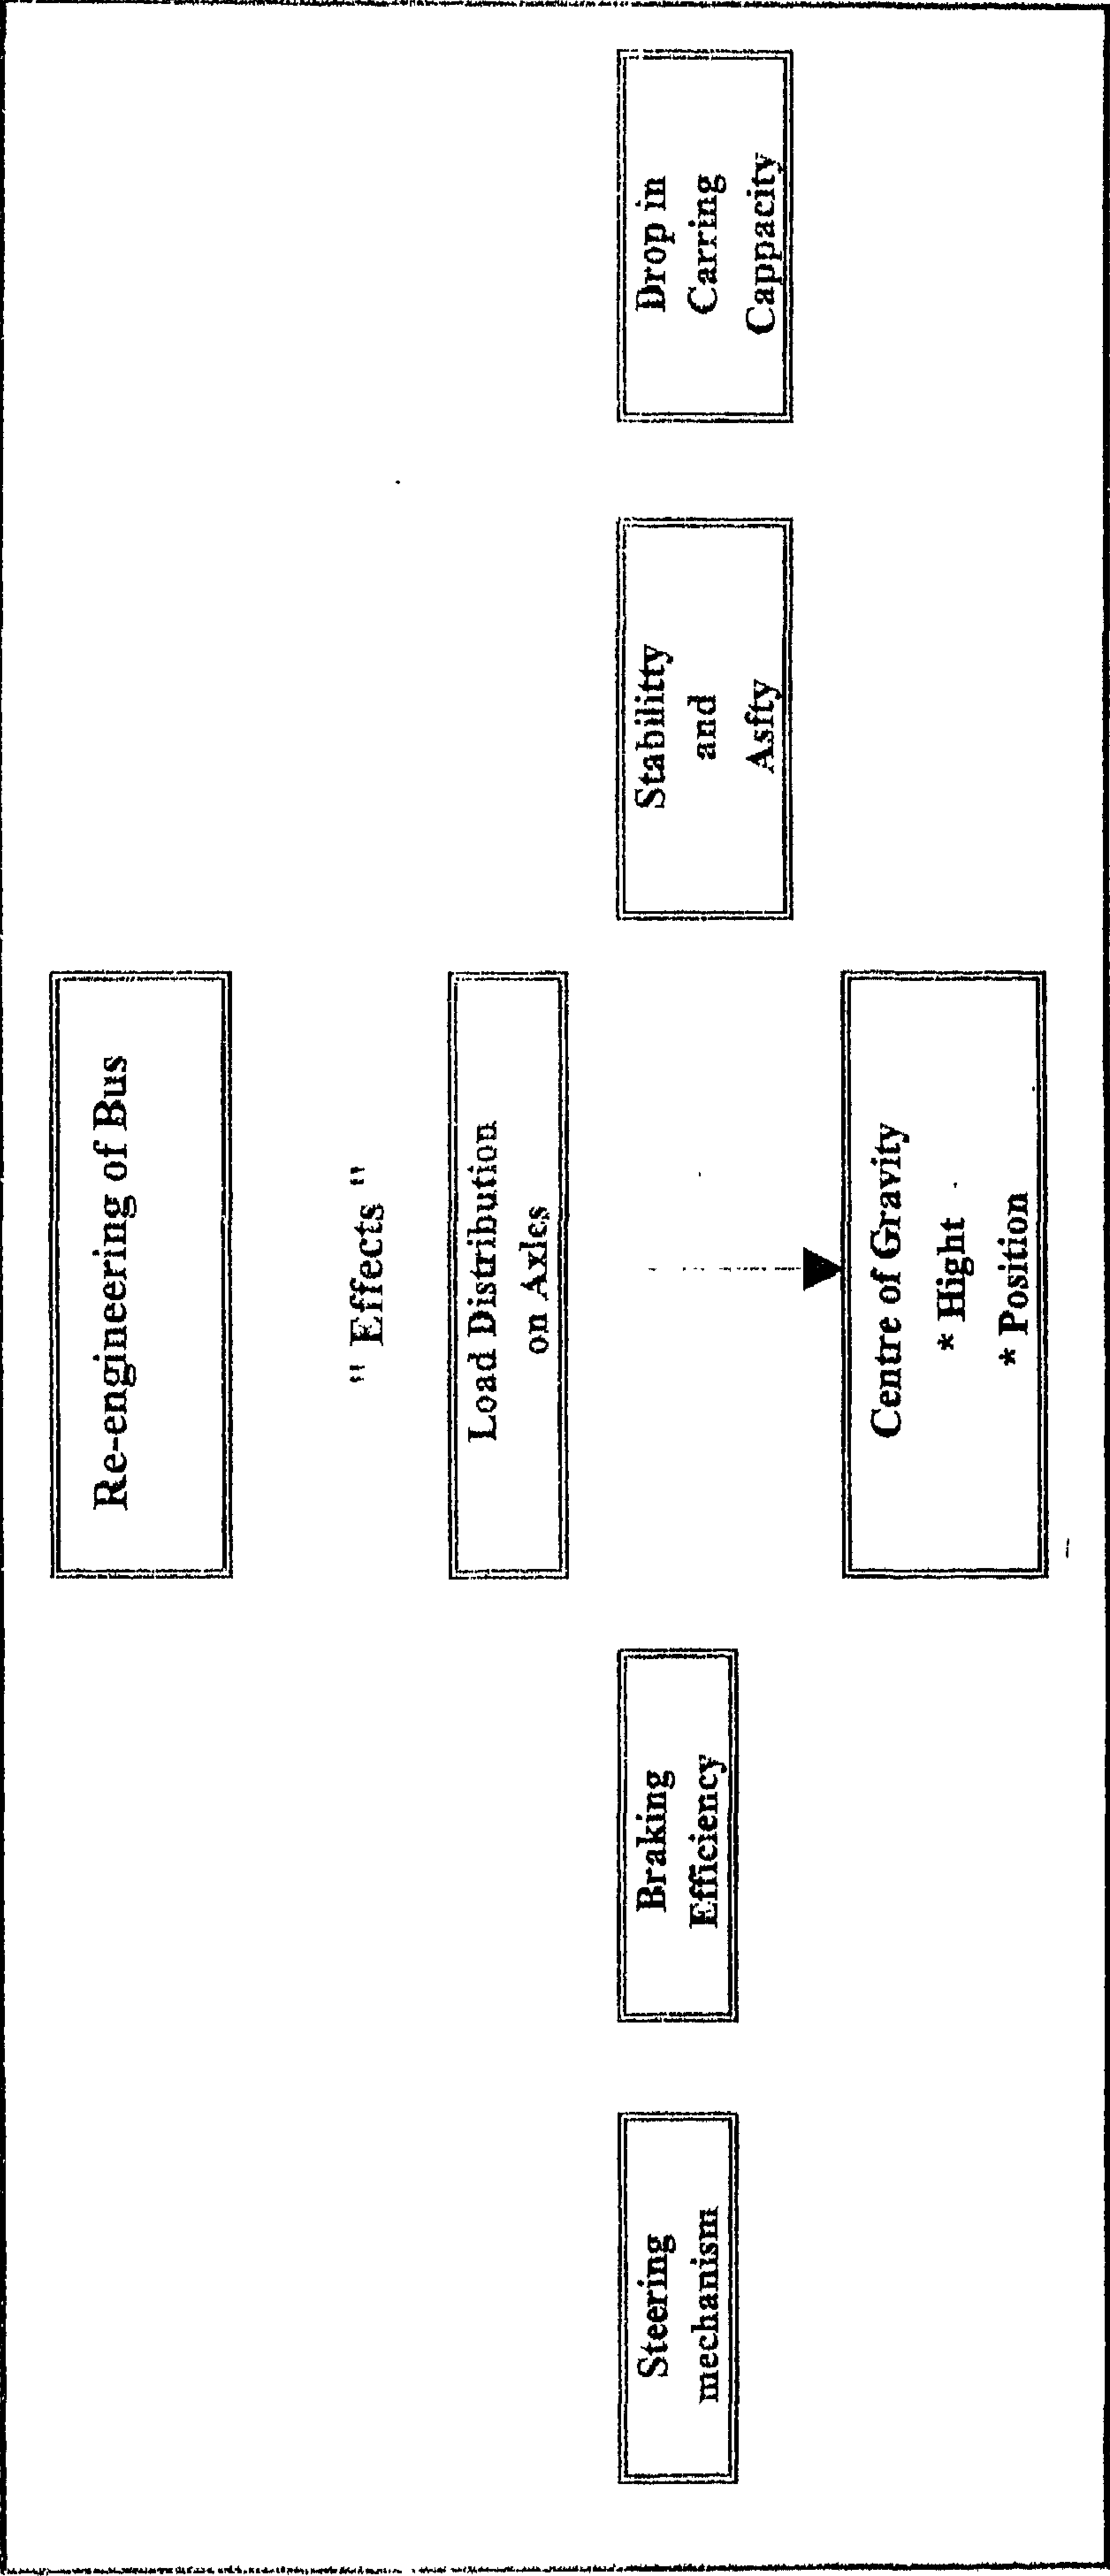 Re-engineering of Bus
" Effects "
Load Distribution
on Axles
Steering
mechanism
Braking
Efficiency
Stabilitty
and
Asfty
Drop in
Carring
Cappacity
Centre of Gravity
* Hight
* Position